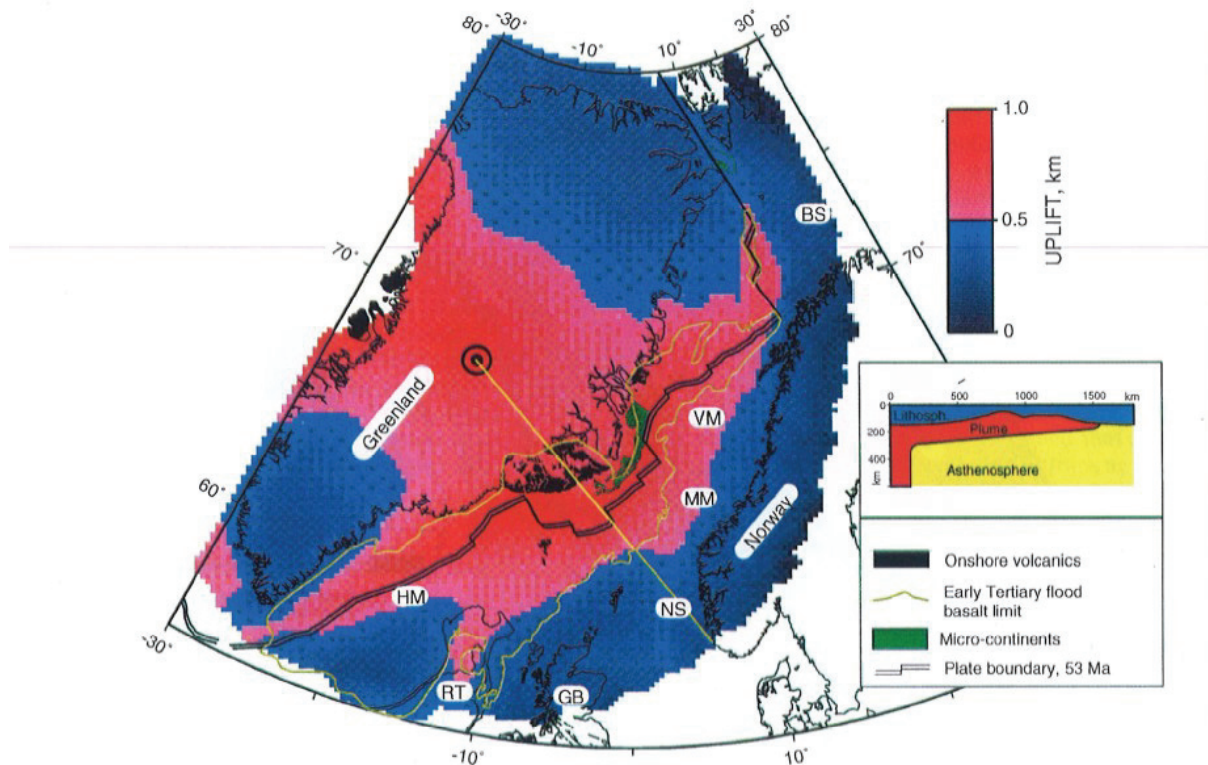 80°
-30°
-10°
10°
30°
80°
70°
70°
60°
-30°
-10°
10°
BS
VM
MM
NS
HM
RT
GB
Greenland
Norway
1.0
0.5
0
UPLIFT, km
0 500 1000 1500 km
0
200
400
km
Lithosph.
Plume
Asthenosphere
Onshore volcanics
Early Tertiary flood
basalt limit
Micro-continents
Plate boundary, 53 Ma